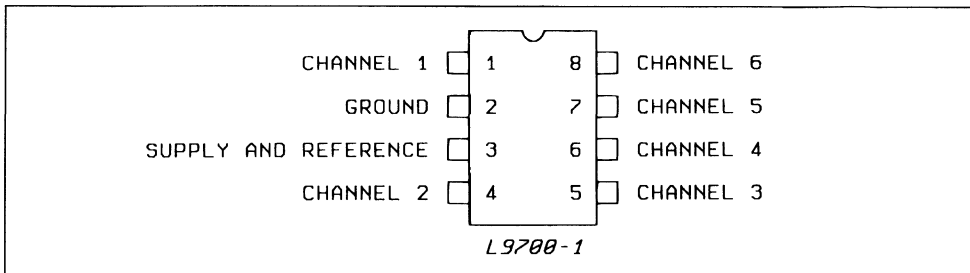 CHANNEL 1 1 8 CHANNEL 6
GROUND 2 7 CHANNEL 5
SUPPLY AND REFERENCE 3 6 CHANNEL 4
CHANNEL 2 4 5 CHANNEL 3
L9700-1